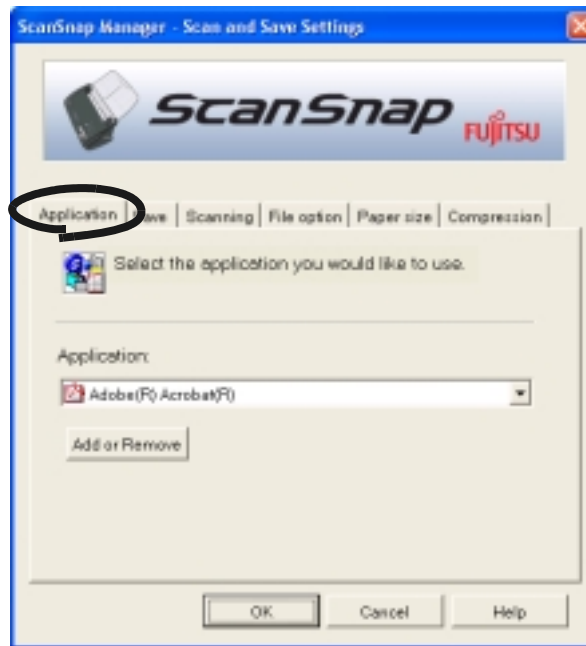 ScanSnap Manager - Scan and Save Settings
ScanSnap FUJITSU
Application Save Scanning File option Paper size Compression
Select the application you would like to use.
Application:
Adobe(R) Acrobat(R)
Add or Remove
OK Cancel Help